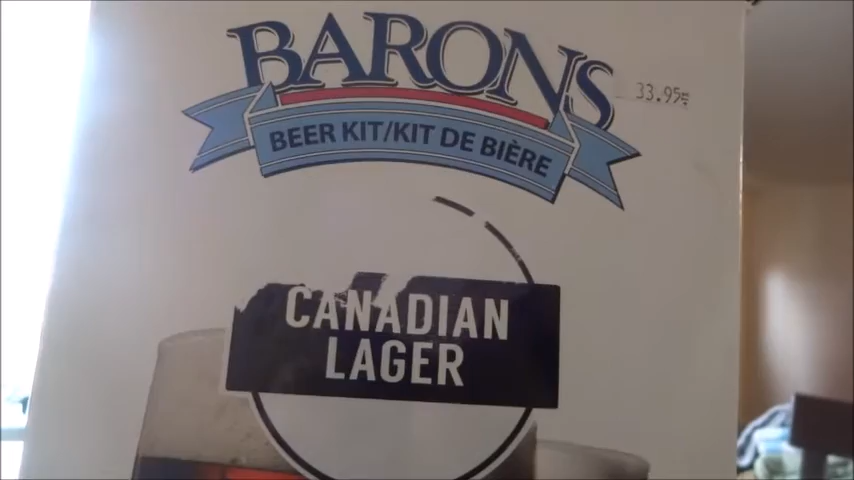 BARONS
33.95
BEER KIT/KIT DE BIÈRE
CANADIAN
LAGER